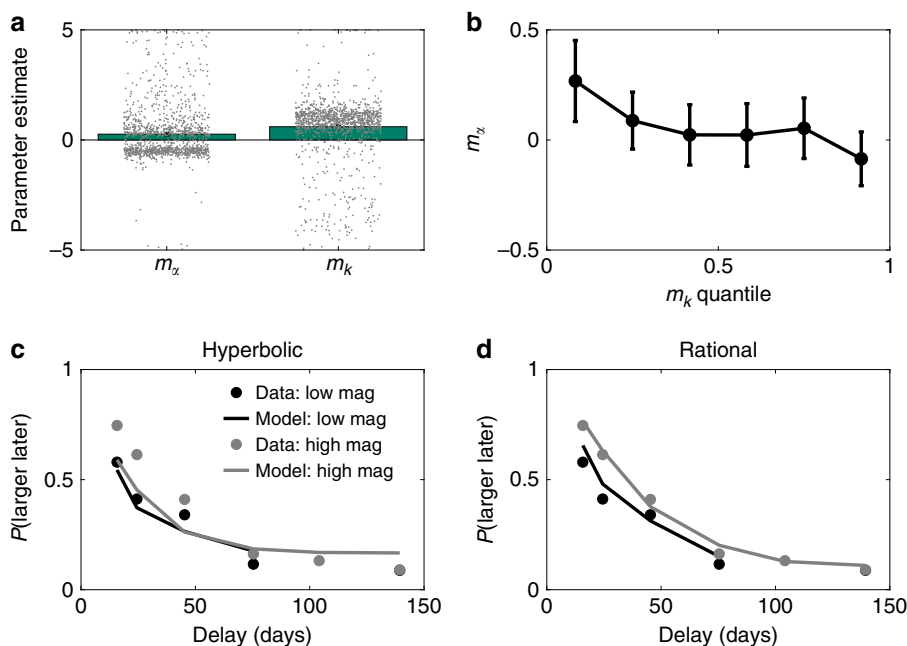 a
5
0
−5
Parameter estimate
mα
mk
b
0.5
0
−0.5
mα
0
0.5
1
mk quantile
c
Hyperbolic
1
0.5
0
P(larger later)
Data: low mag
Model: low mag
Data: high mag
Model: high mag
0
50
100
150
Delay (days)
d
Rational
1
0.5
0
P(larger later)
0
50
100
150
Delay (days)